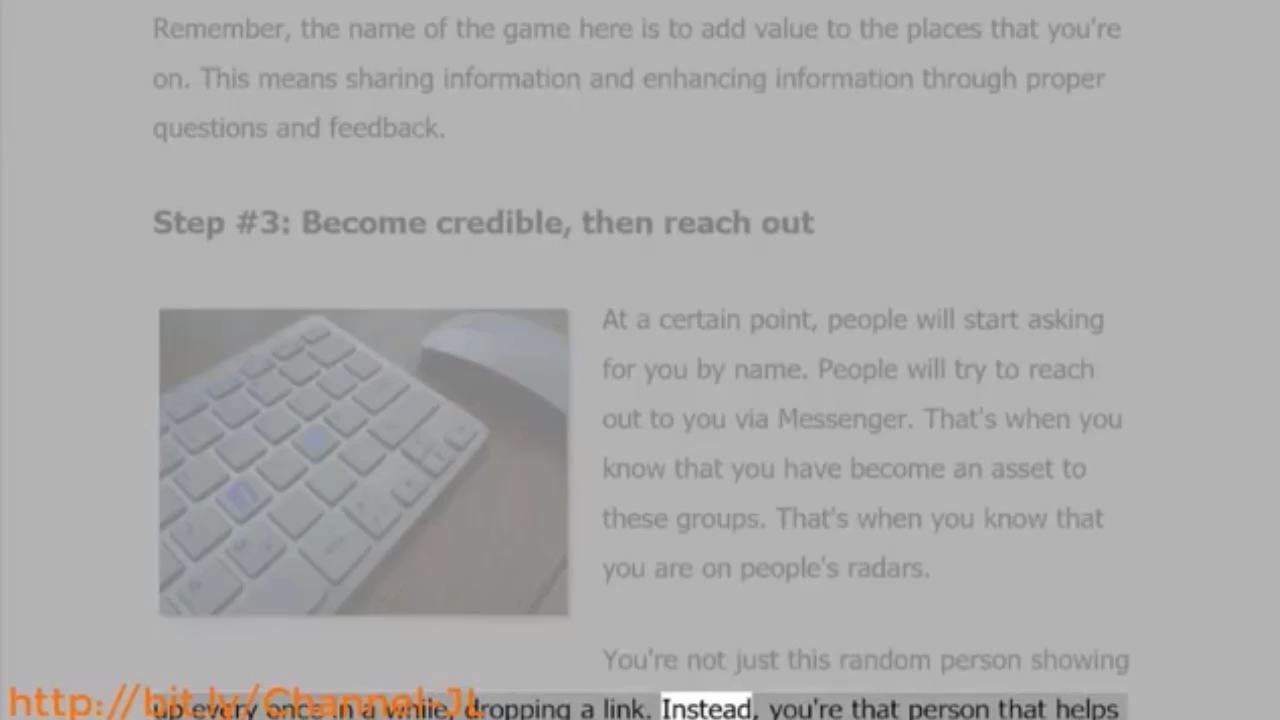 Remember, the name of the game here is to add value to the places that you're
on. This means sharing information and enhancing information through proper
questions and feedback.
Step #3: Become credible, then reach out
At a certain point, people will start asking
for you by name. People will try to reach
out to you via Messenger. That's when you
know that you have become an asset to
these groups. That's when you know that
you are on people's radars.
You're not just this random person showing
up every once in a while, dropping a link. Instead, you're that person that helps
http://bit.ly/Channel-JL